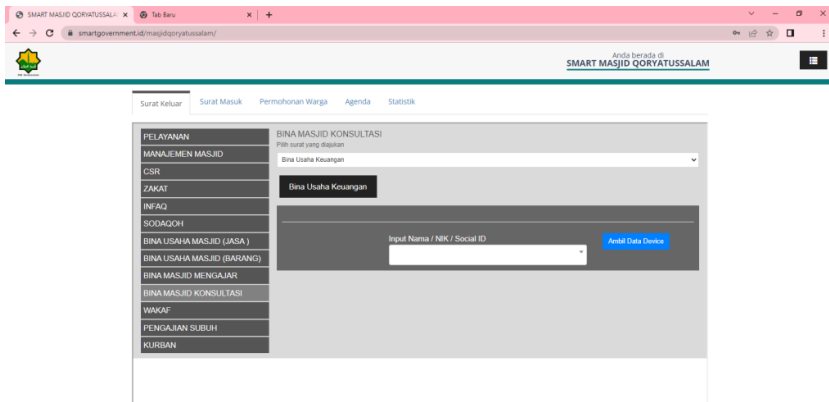 SMART MASJID QORYATUSSALA
Tab Baru
smartgovernment.id/masjidqoryatussalam/
Anda berada di
SMART MASJID QORYATUSSALAM
Surat Keluar
Surat Masuk
Permohonan Warga
Agenda
Statistik
PELAYANAN
MANAJEMEN MASJID
CSR
ZAKAT
INFAQ
SODAQOH
BINA USAHA MASJID (JASA )
BINA USAHA MASJID (BARANG)
BINA MASJID MENGAJAR
BINA MASJID KONSULTASI
WAKAF
PENGAJIAN SUBUH
KURBAN
BINA MASJID KONSULTASI
Pilih surat yang diajukan
Bina Usaha Keuangan
Bina Usaha Keuangan
Input Nama / NIK / Social ID
Ambil Data Device